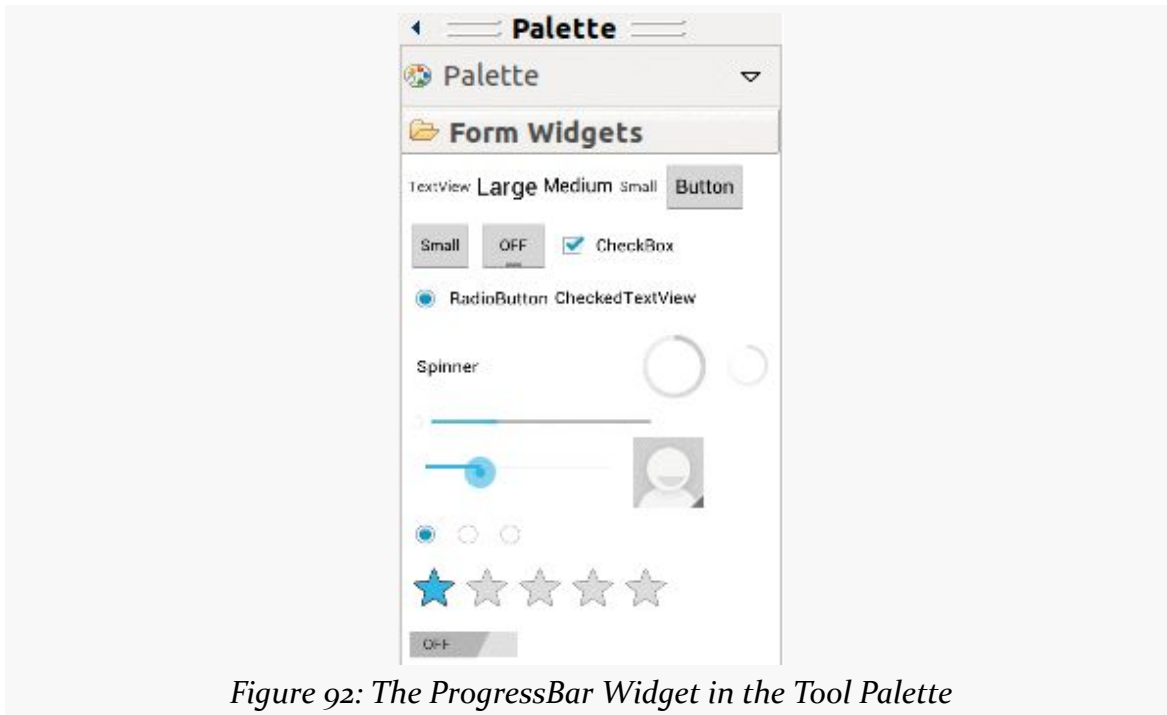 Palette
Palette
Form Widgets
TextView Large Medium Small Button
Small OFF CheckBox
RadioButton CheckedTextView
Spinner
OFF
Figure 92: The ProgressBar Widget in the Tool Palette